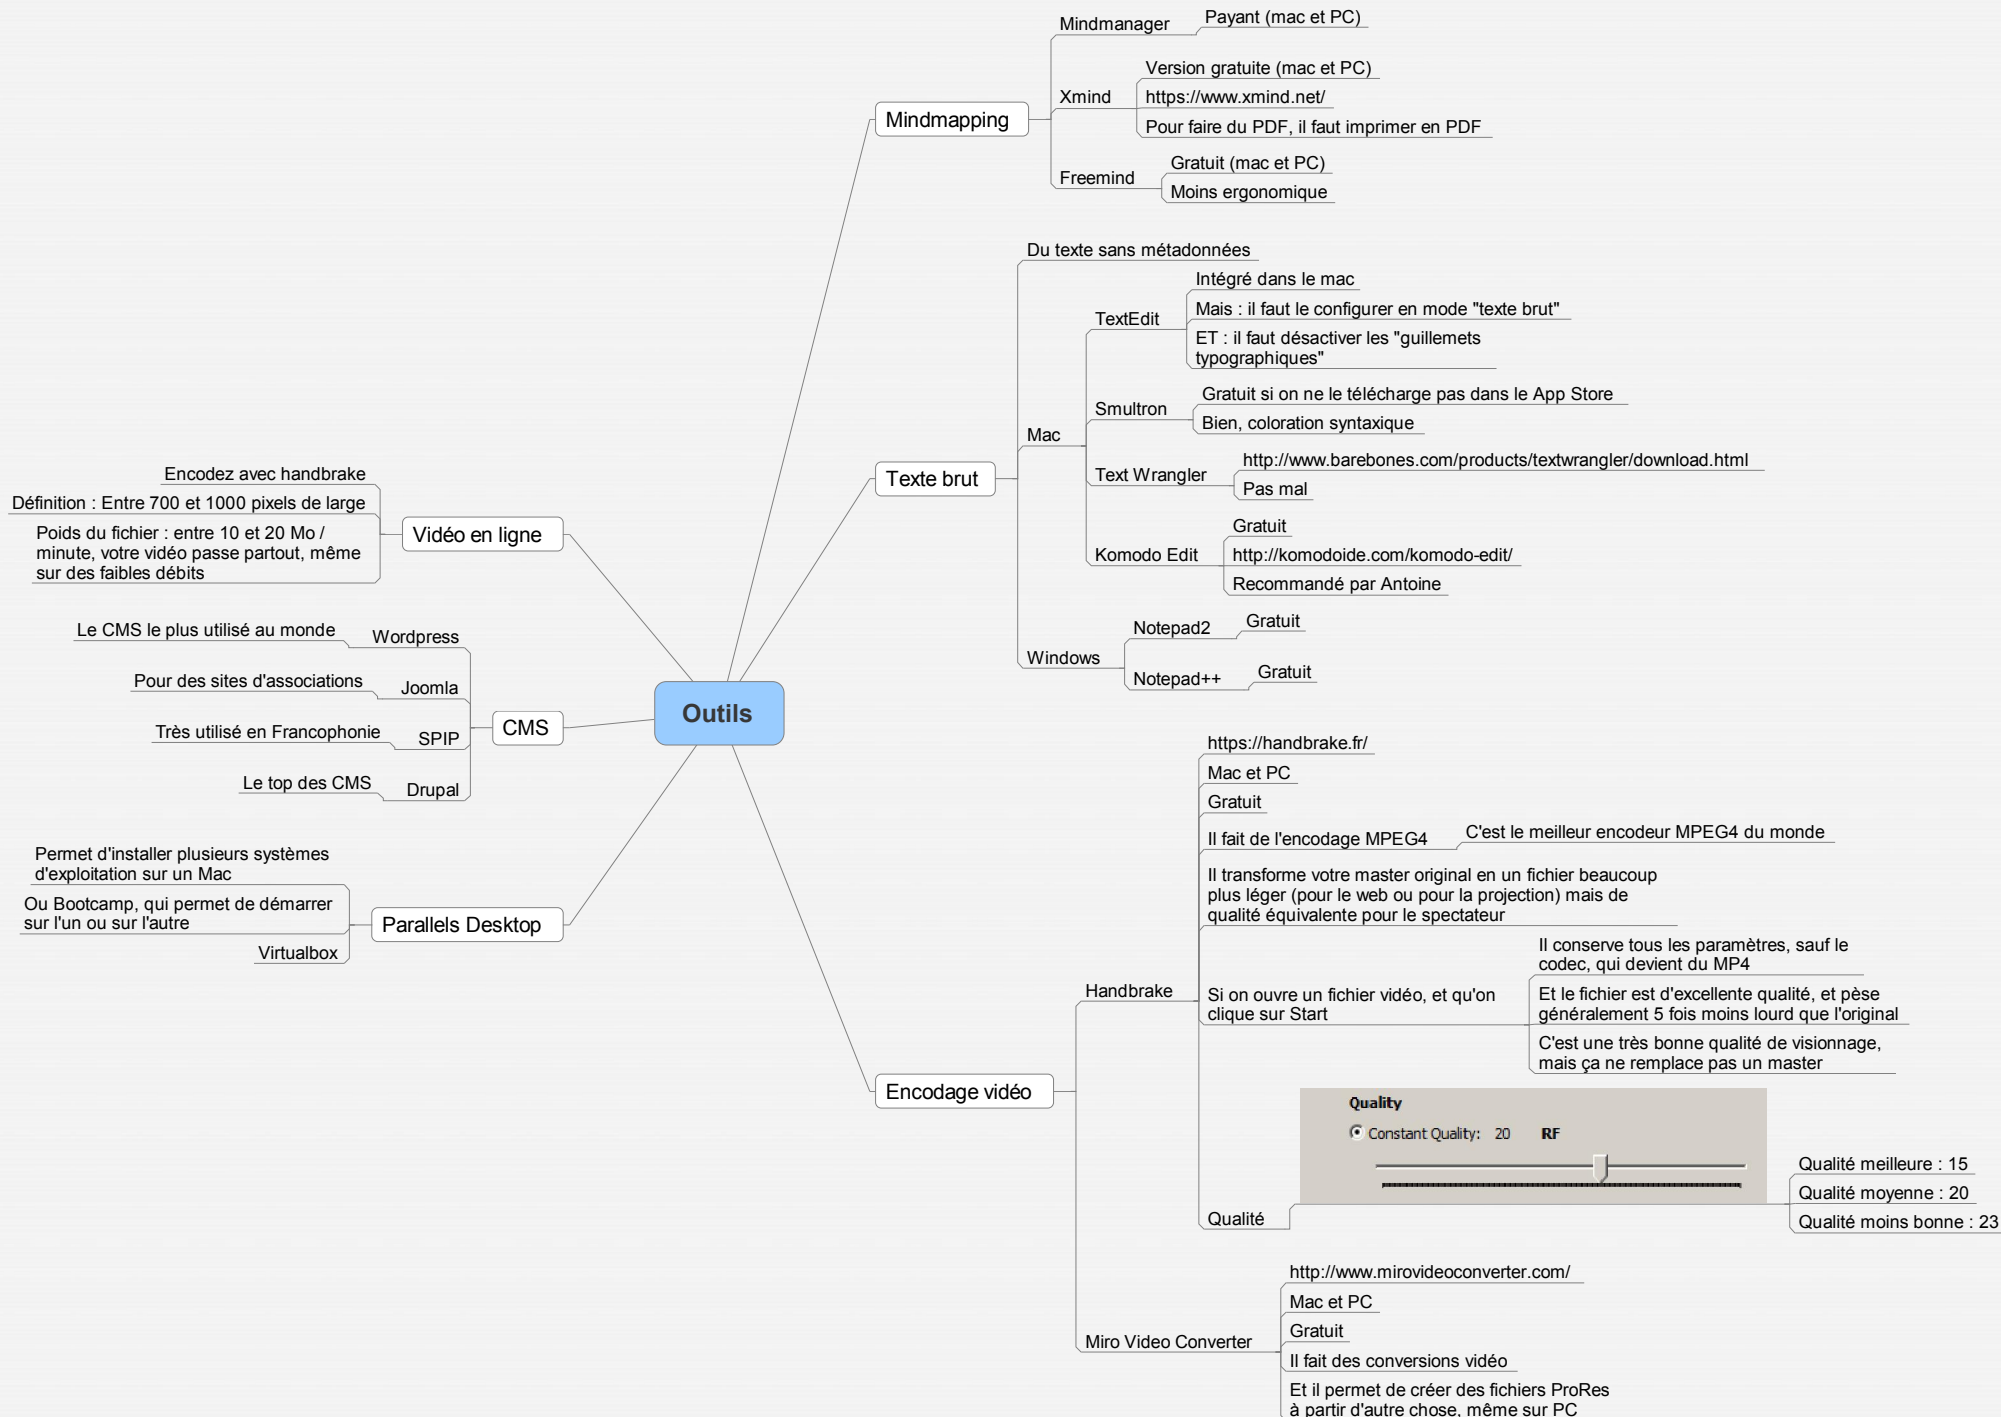 Outils
Mindmapping
Mindmanager
Payant (mac et PC)
Xmind
Version gratuite (mac et PC)
https://www.xmind.net/
Pour faire du PDF, il faut imprimer en PDF
Freemind
Gratuit (mac et PC)
Moins ergonomique
Texte brut
Du texte sans métadonnées
Mac
TextEdit
Intégré dans le mac
Mais : il faut le configurer en mode "texte brut"
ET : il faut désactiver les "guillemets
typographiques"
Smultron
Gratuit si on ne le télécharge pas dans le App Store
Bien, coloration syntaxique
Text Wrangler
http://www.barebones.com/products/textwrangler/download.html
Pas mal
Komodo Edit
Gratuit
http://komodoide.com/komodo-edit/
Recommandé par Antoine
Windows
Notepad2
Gratuit
Notepad++
Gratuit
Encodage vidéo
Handbrake
https://handbrake.fr/
Mac et PC
Gratuit
Il fait de l'encodage MPEG4
C'est le meilleur encodeur MPEG4 du monde
Il transforme votre master original en un fichier beaucoup
plus léger (pour le web ou pour la projection) mais de
qualité équivalente pour le spectateur
Si on ouvre un fichier vidéo, et qu'on
clique sur Start
Il conserve tous les paramètres, sauf le
codec, qui devient du MP4
Et le fichier est d'excellente qualité, et pèse
généralement 5 fois moins lourd que l'original
C'est une très bonne qualité de visionnage,
mais ça ne remplace pas un master
Qualité
Quality
Constant Quality: 20 RF
Qualité meilleure : 15
Qualité moyenne : 20
Qualité moins bonne : 23
Miro Video Converter
http://www.mirovideoconverter.com/
Mac et PC
Gratuit
Il fait des conversions vidéo
Et il permet de créer des fichiers ProRes
à partir d'autre chose, même sur PC
Vidéo en ligne
Encodez avec handbrake
Définition : Entre 700 et 1000 pixels de large
Poids du fichier : entre 10 et 20 Mo /
minute, votre vidéo passe partout, même
sur des faibles débits
CMS
Wordpress
Le CMS le plus utilisé au monde
Joomla
Pour des sites d'associations
SPIP
Très utilisé en Francophonie
Drupal
Le top des CMS
Parallels Desktop
Permet d'installer plusieurs systèmes
d'exploitation sur un Mac
Ou Bootcamp, qui permet de démarrer
sur l'un ou sur l'autre
Virtualbox